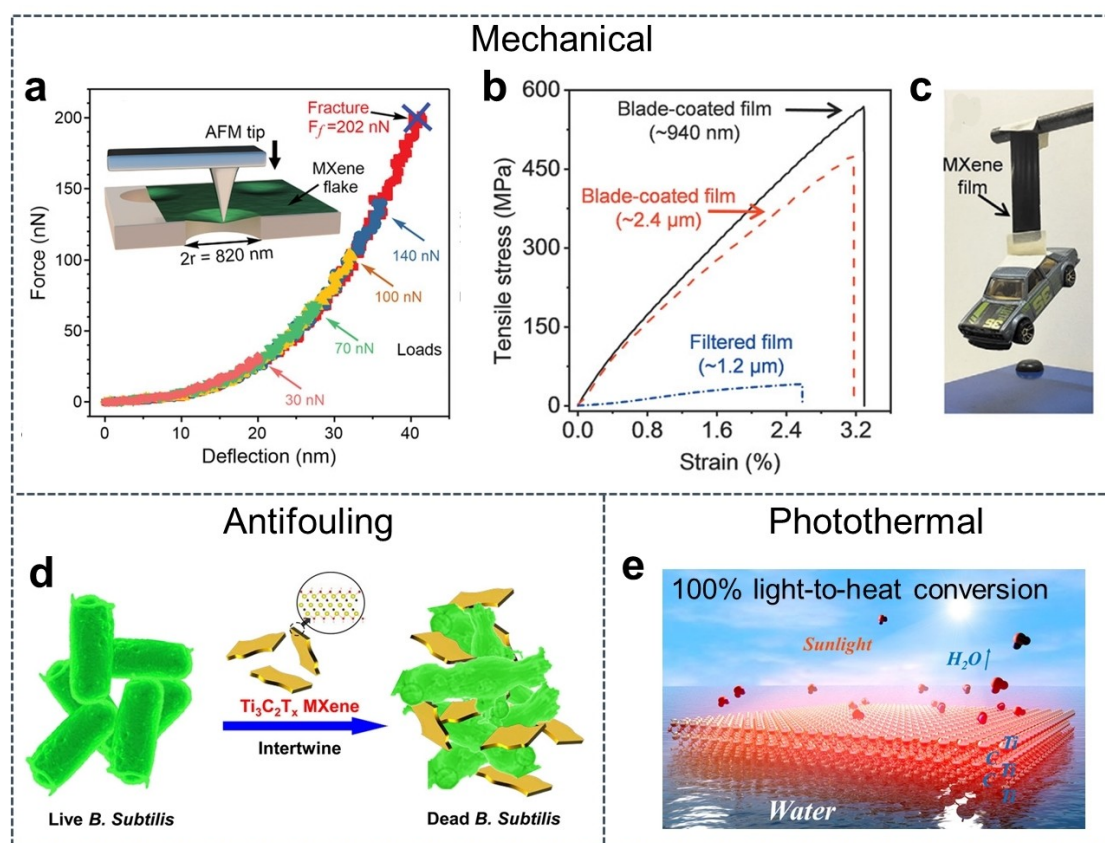 Mechanical
a
200
150
100
50
0
Force (nN)
0
10
20
30
40
Deflection (nm)
Fracture
Ff=202 nN
AFM tip
MXene
flake
2r = 820 nm
140 nN
100 nN
70 nN
30 nN
Loads
b
600
450
300
150
0
Tensile stress (MPa)
0.0
0.8
1.6
2.4
3.2
Strain (%)
Blade-coated film
(~940 nm)
Blade-coated film
(~2.4 µm)
Filtered film
(~1.2 µm)
c
MXene
film
96
Antifouling
d
Ti3C2Tx MXene
Intertwine
Live B. Subtilis
Dead B. Subtilis
Photothermal
e
100% light-to-heat conversion
Sunlight
H2O↑
Ti
C
Ti
C
Ti
Water